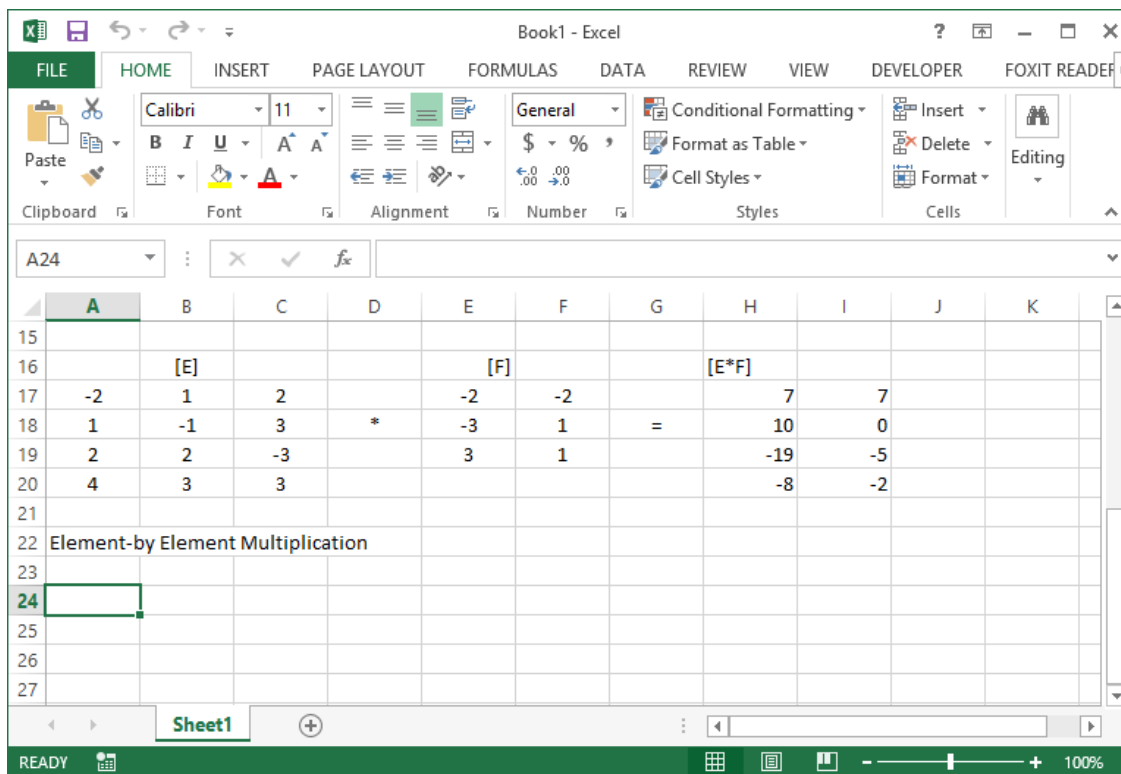 Book1 - Excel ?
FILE HOME INSERT PAGE LAYOUT FORMULAS DATA REVIEW VIEW DEVELOPER FOXIT READER
Calibri 11 General Conditional Formatting Insert
Paste B I U A A $ % , Format as Table Delete Editing
A .00 .0 Cell Styles Format
Clipboard Font Alignment Number Styles Cells
A24 fx
A B C D E F G H I J K
15
16 [E] [F] [E*F]
17 -2 1 2 -2 -2 7 7
18 1 -1 3 * -3 1 = 10 0
19 2 2 -3 3 1 -19 -5
20 4 3 3 -8 -2
21
22 Element-by Element Multiplication
23
24
25
26
27
Sheet1
READY 100%